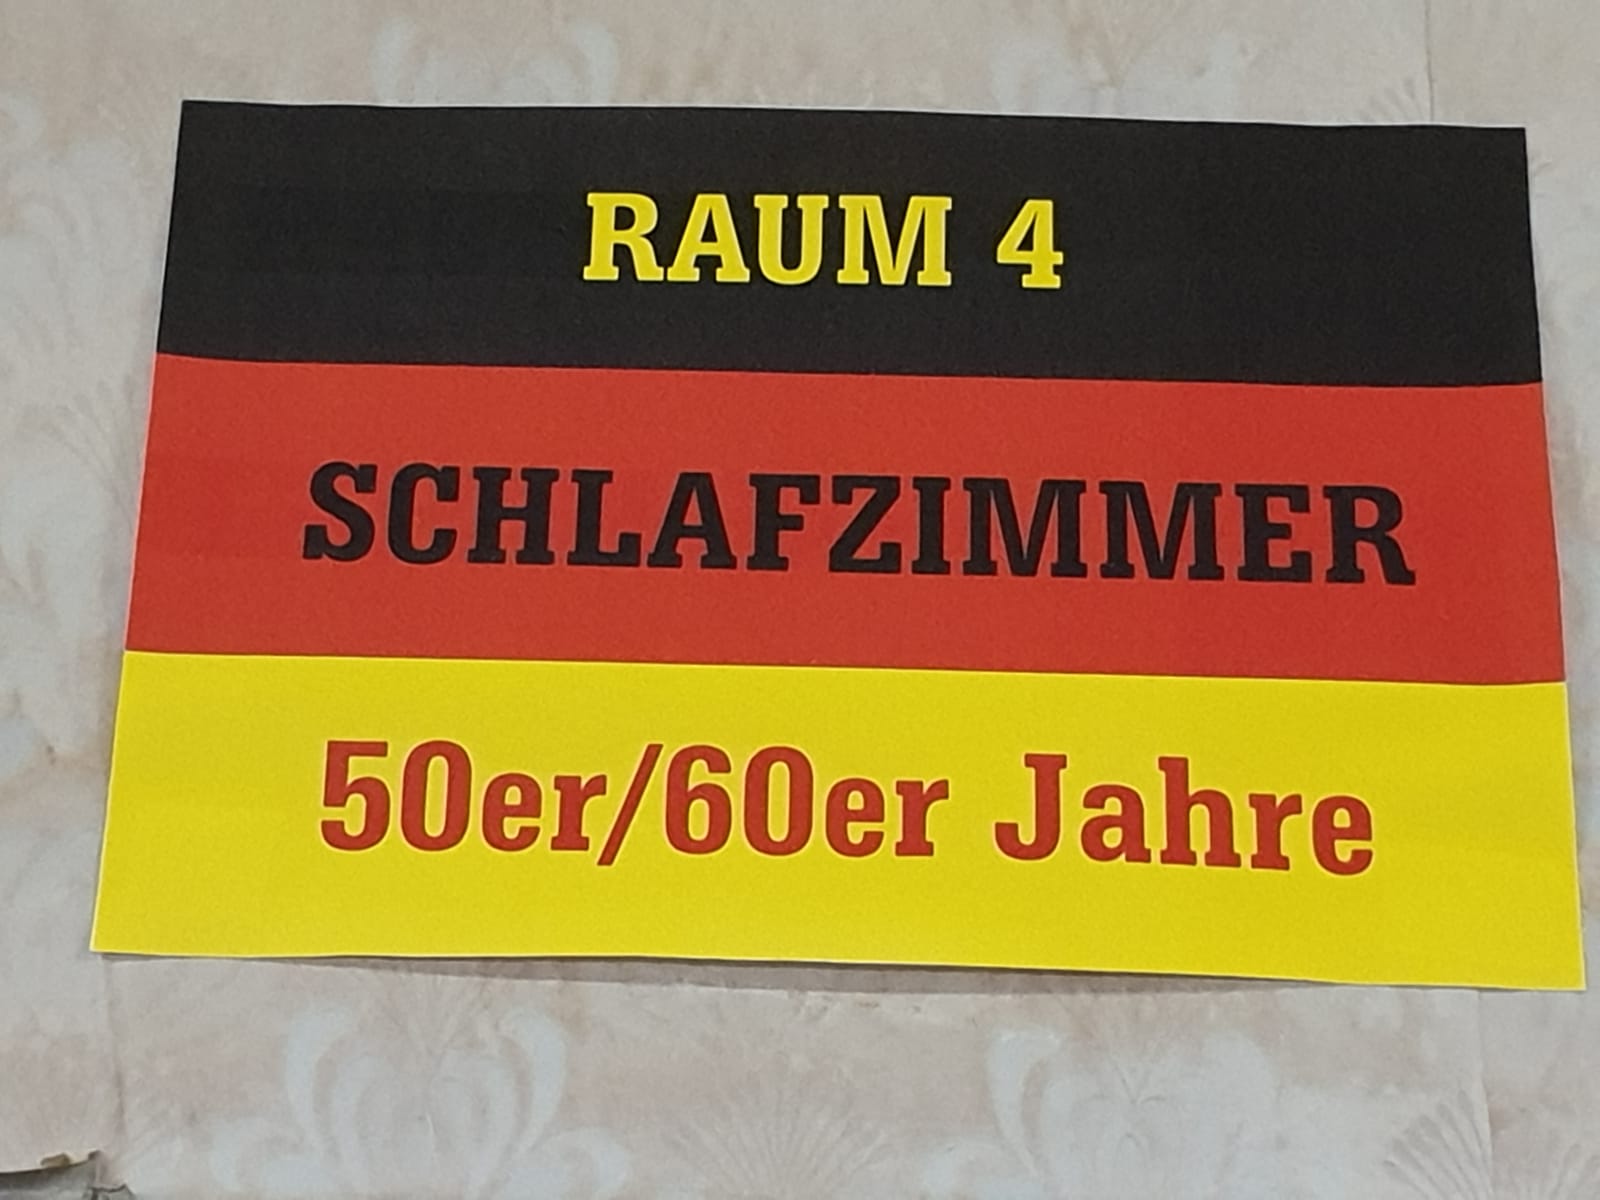 RAUM 4
SCHLAFZIMMER
50er/60er Jahre